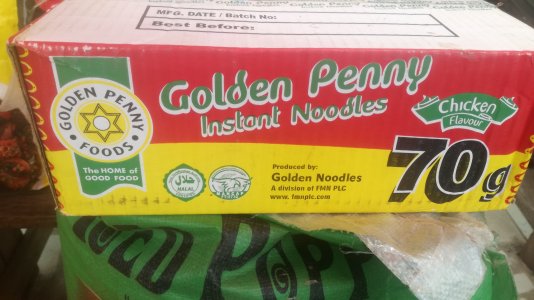 MFG. DATE / Batch No:
Best Before:
GOLDEN PENNY
FOODS
The HOME of
GOOD FOOD
Golden Penny
Instant Noodles
Chicken
Flavour
70g
HALAL
Produced by:
Golden Noodles
A division of FMN PLC
www.fmnplc.com